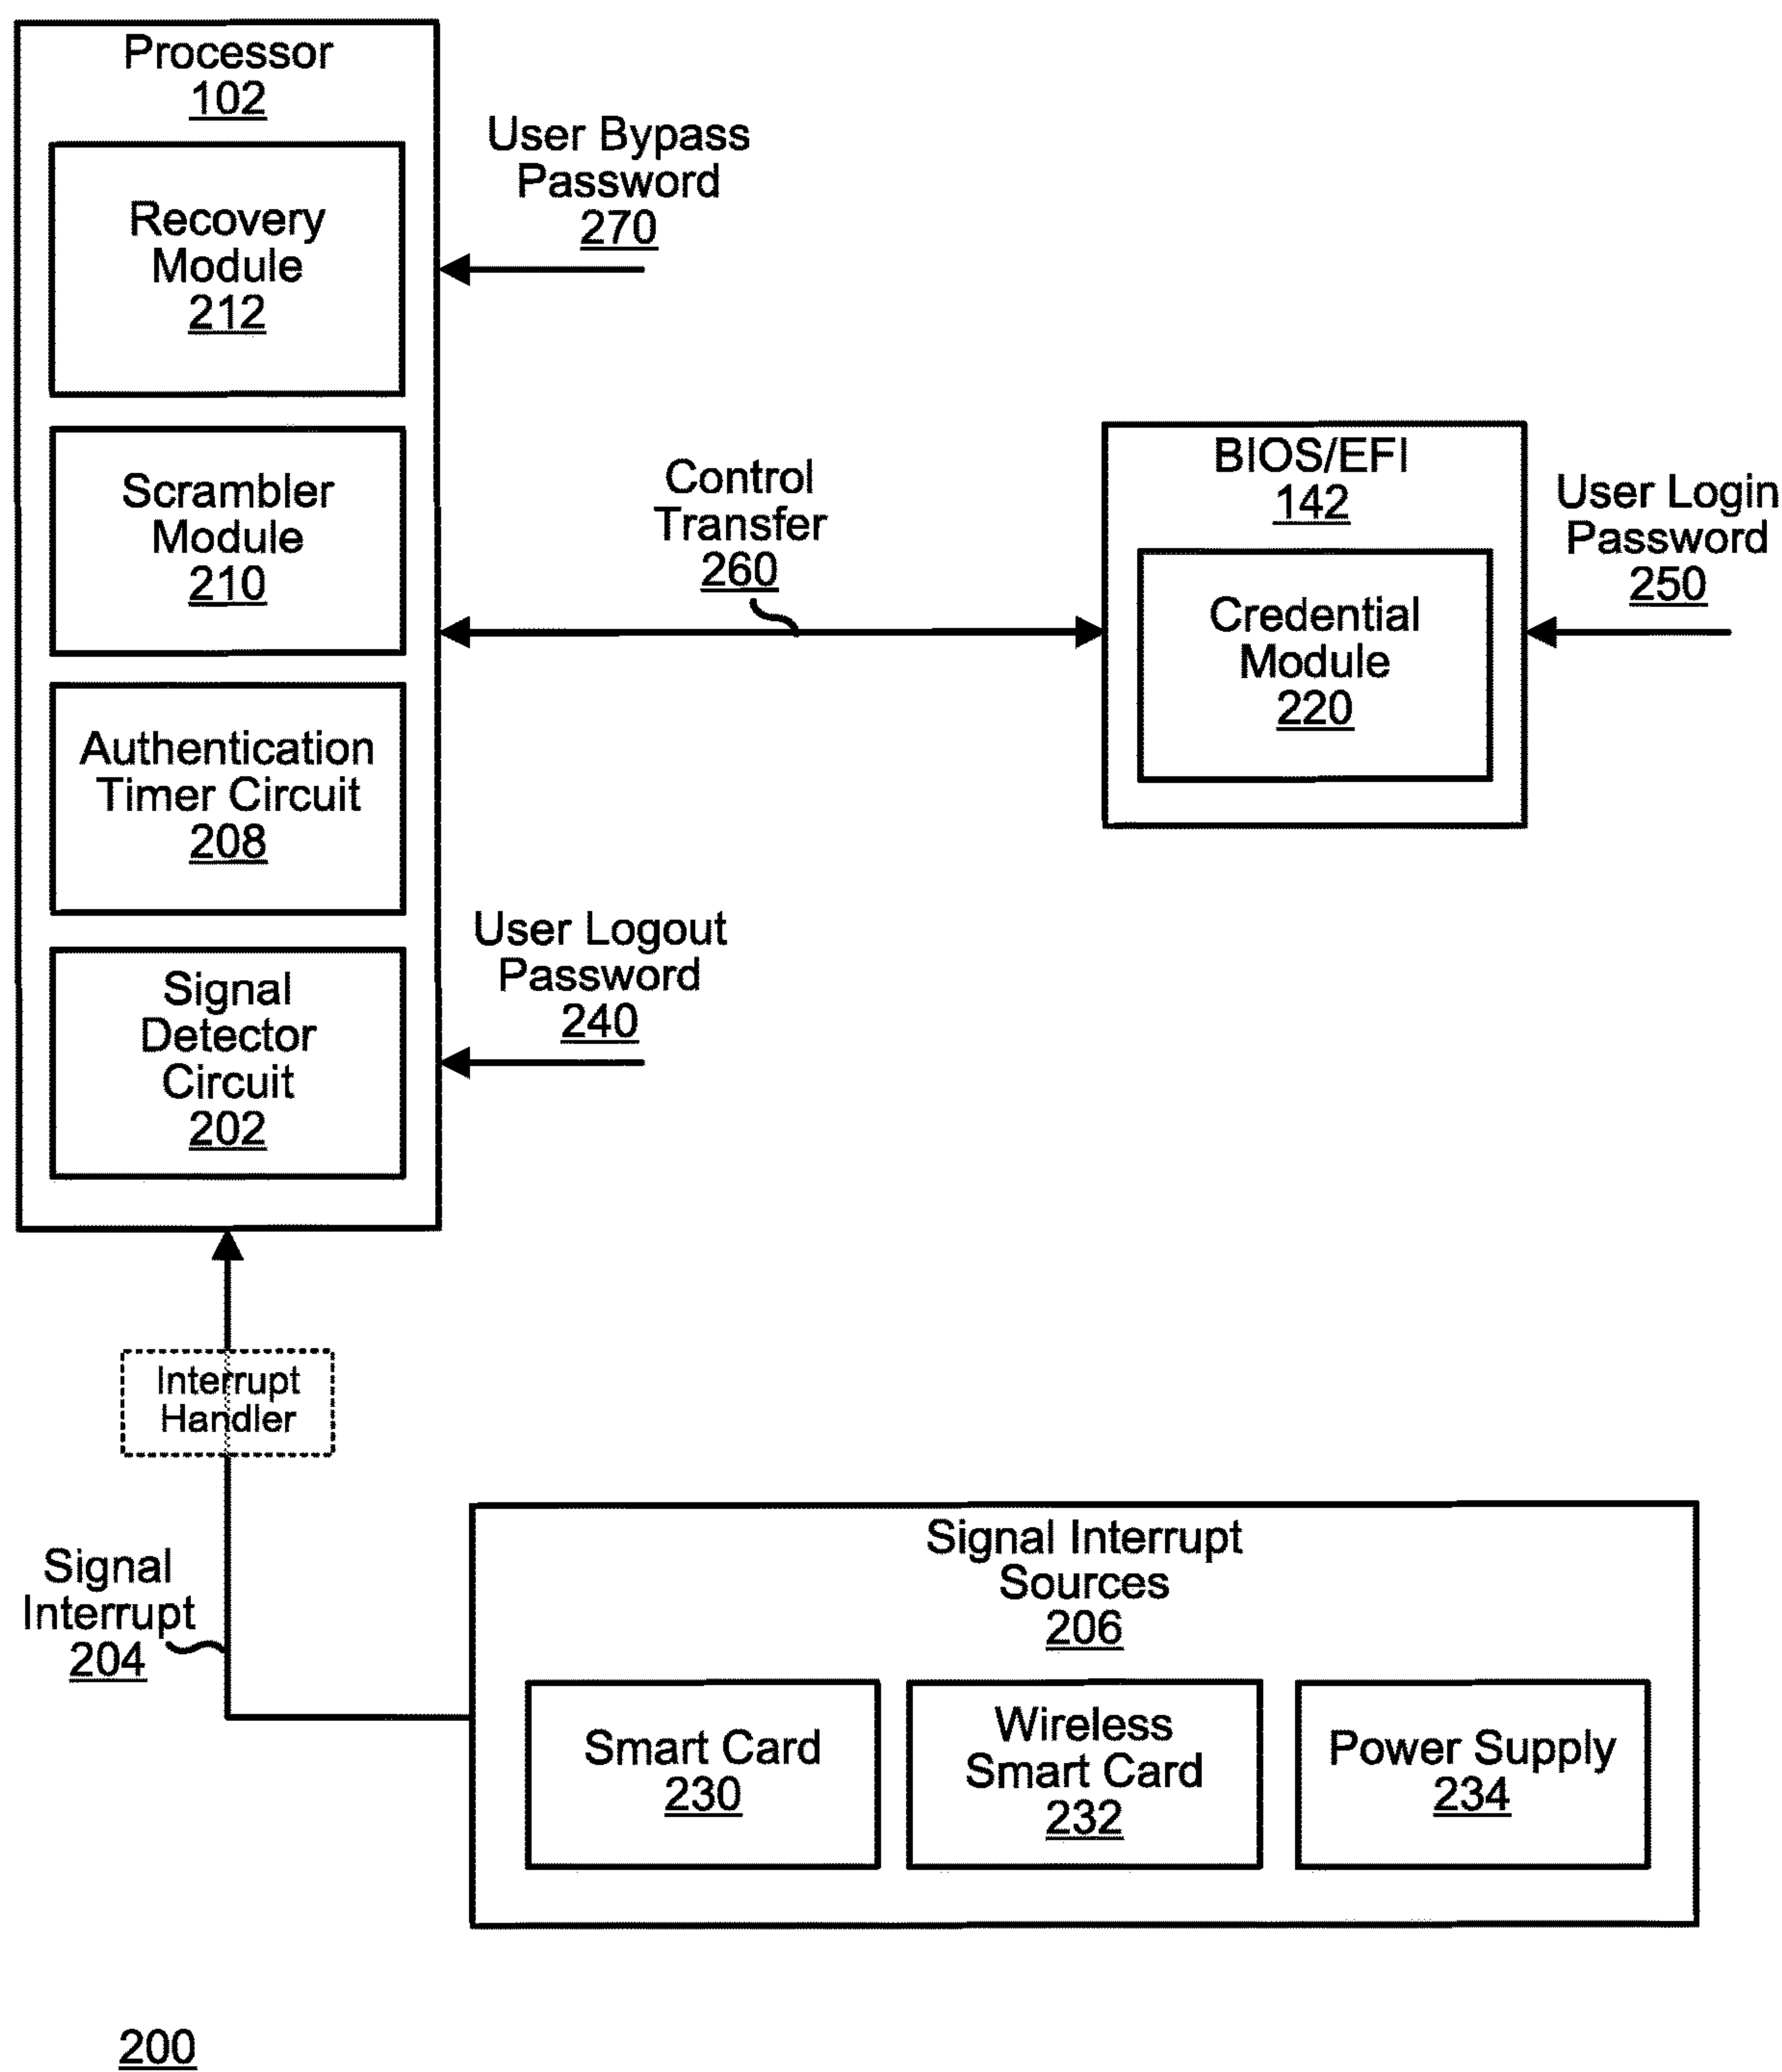 Processor
102
Recovery
Module
212
Scrambler
Module
210
Authentication
Timer Circuit
208
Signal
Detector
Circuit
202
User Bypass
Password
270
Control
Transfer
260
BIOS/EFI
142
Credential
Module
220
User Login
Password
250
User Logout
Password
240
Interrupt
Handler
Signal
Interrupt
204
Signal Interrupt
Sources
206
Smart Card
230
Wireless
Smart Card
232
Power Supply
234
200